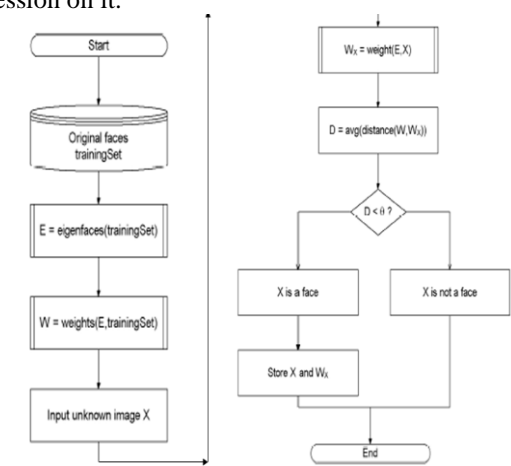 ession on it.
Start
Original faces
trainingSet
E = eigenfaces(trainingSet)
W = weights(E,trainingSet)
Input unknown image X
Wx = weight(E,X)
D = avg(distance(W,Wx))
D < θ ?
X is a face
X is not a face
Store X and Wx
End